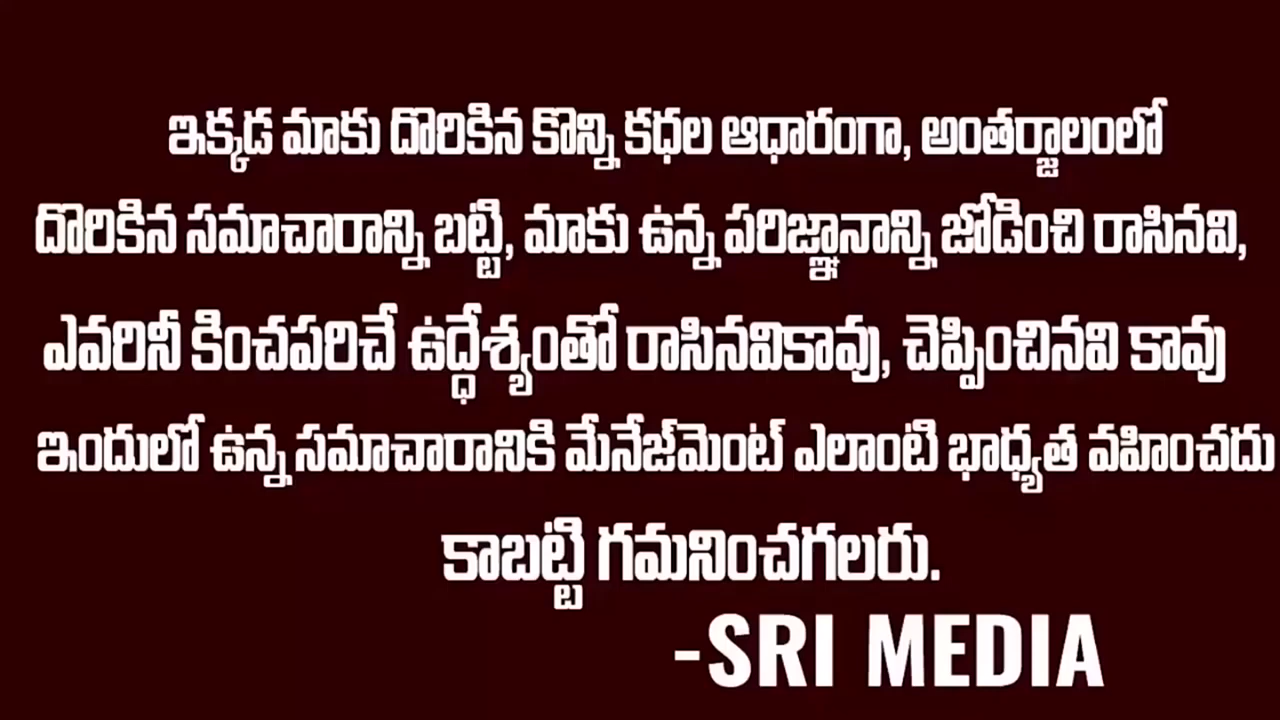 ఇక్కడ మాకు దొరికిన కొన్ని కధల ఆధారంగా, అంతర్జాలంలో
దొరికిన సమాచారాన్ని బట్టి, మాకు ఉన్న పరిజ్ఞానాన్ని జోడించి రాసినవి,
ఎవరినీ కించపరిచే ఉద్ధేశ్యంతో రాసినవికావు, చెప్పించినవి కావు
ఇందులో ఉన్న సమాచారానికి మేనేజ్‌మెంట్ ఎలాంటి భాధ్యత వహించదు
కాబట్టి గమనించగలరు.
-SRI MEDIA